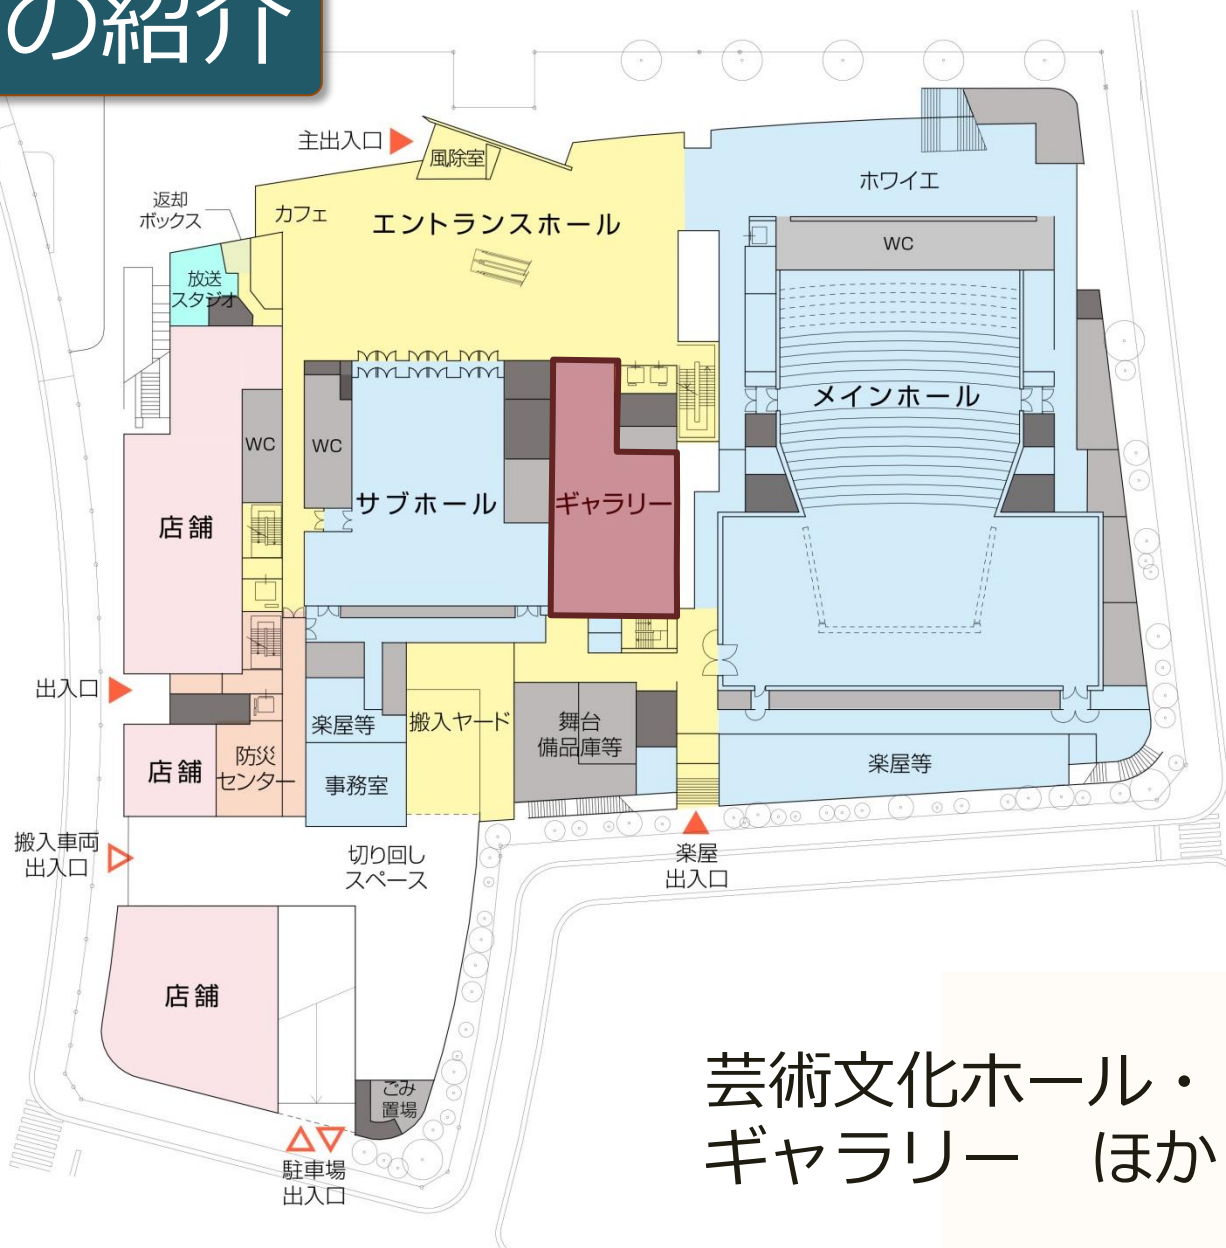 の紹介
主出入口
風除室
返却
ボックス
カフェ
エントランスホール
ホワイエ
WC
放送
スタジオ
メインホール
WC
WC
サブホール
ギャラリー
店舗
出入口
楽屋等
搬入ヤード
舞台
備品庫等
店舗
防災
センター
事務室
楽屋等
搬入車両
出入口
切り回し
スペース
楽屋
出入口
店舗
ごみ
置場
駐車場
出入口
芸術文化ホール・
ギャラリー　ほか